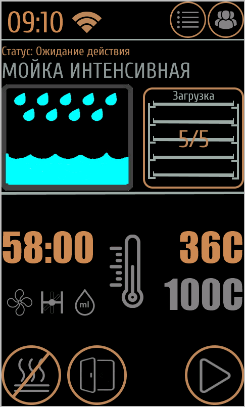 09:10
Статус: Ожидание действия
МОЙКА ИНТЕНСИВНАЯ
Загрузка
5/5
58:00 36C
100C
ml